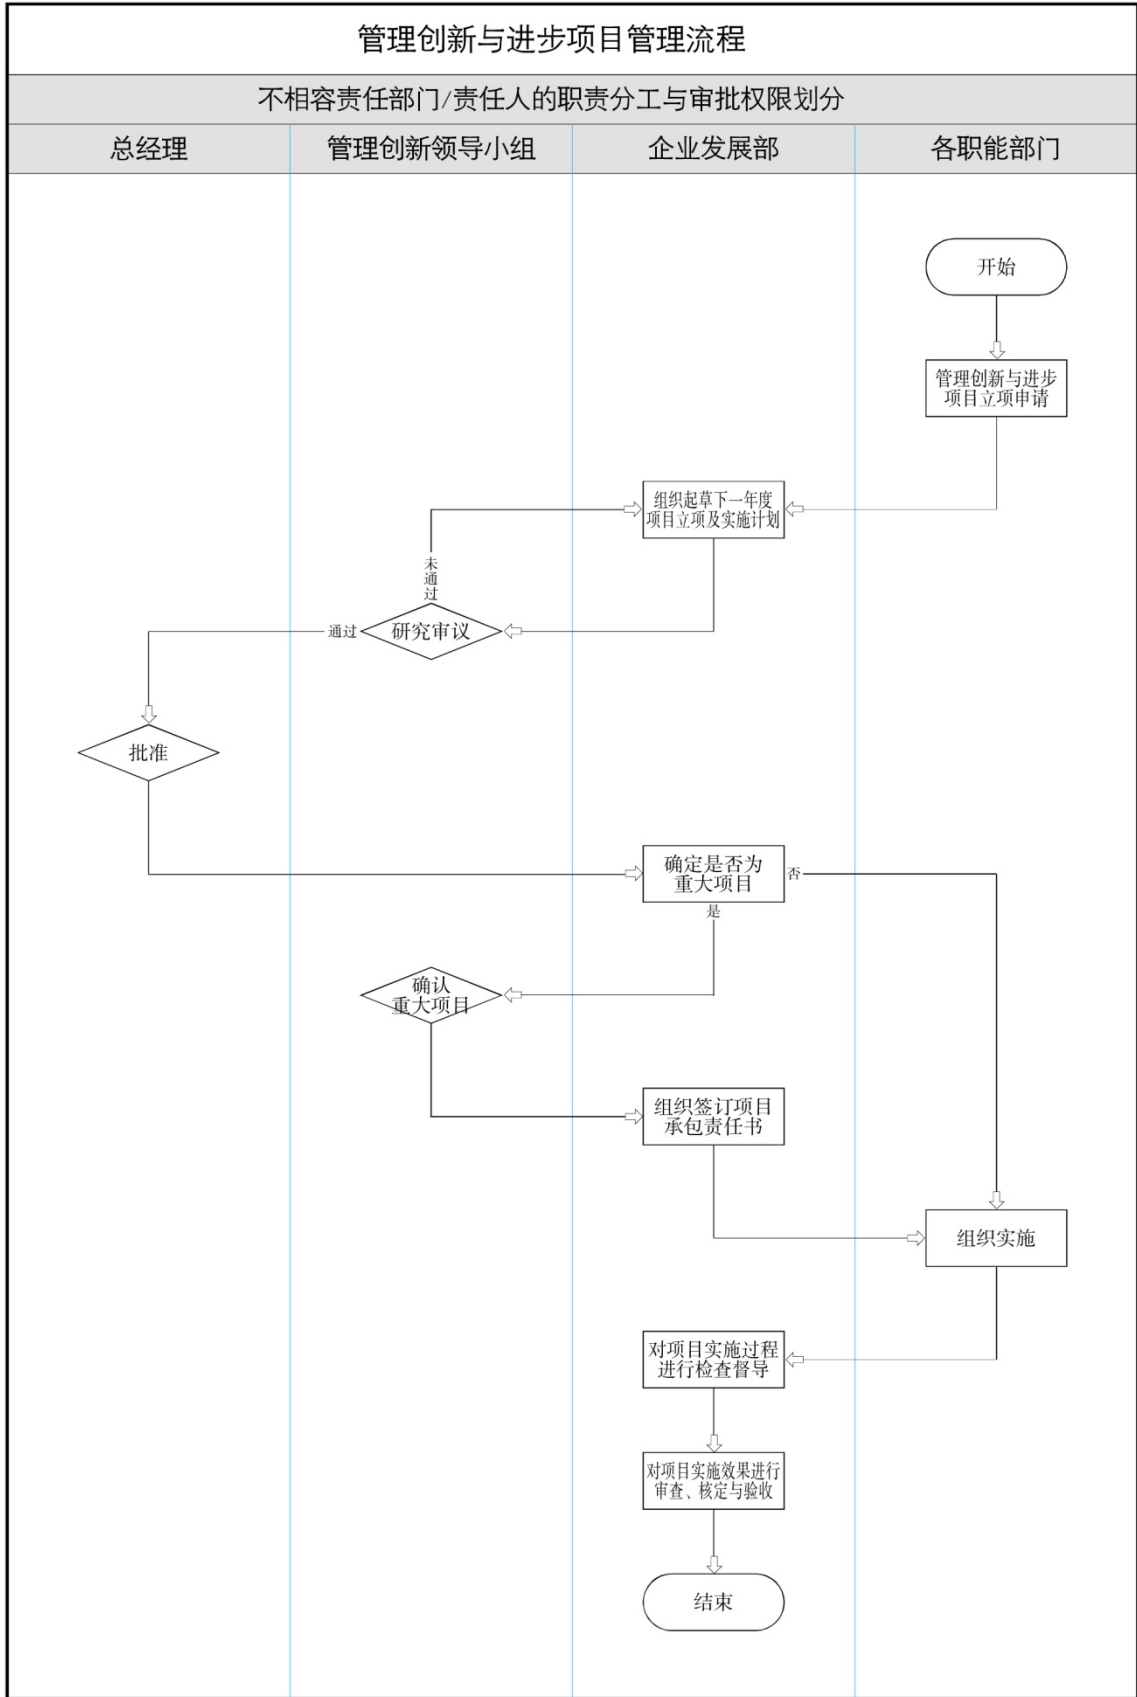 管理创新与进步项目管理流程
不相容责任部门/责任人的职责分工与审批权限划分
总经理
管理创新领导小组
企业发展部
各职能部门
开始
管理创新与进步
项目立项申请
组织起草下一年度
项目立项及实施计划
未通过
通过
研究审议
批准
确定是否为
重大项目
否
是
确认
重大项目
组织签订项目
承包责任书
组织实施
对项目实施过程
进行检查督导
对项目实施效果进行
审查、核定与验收
结束